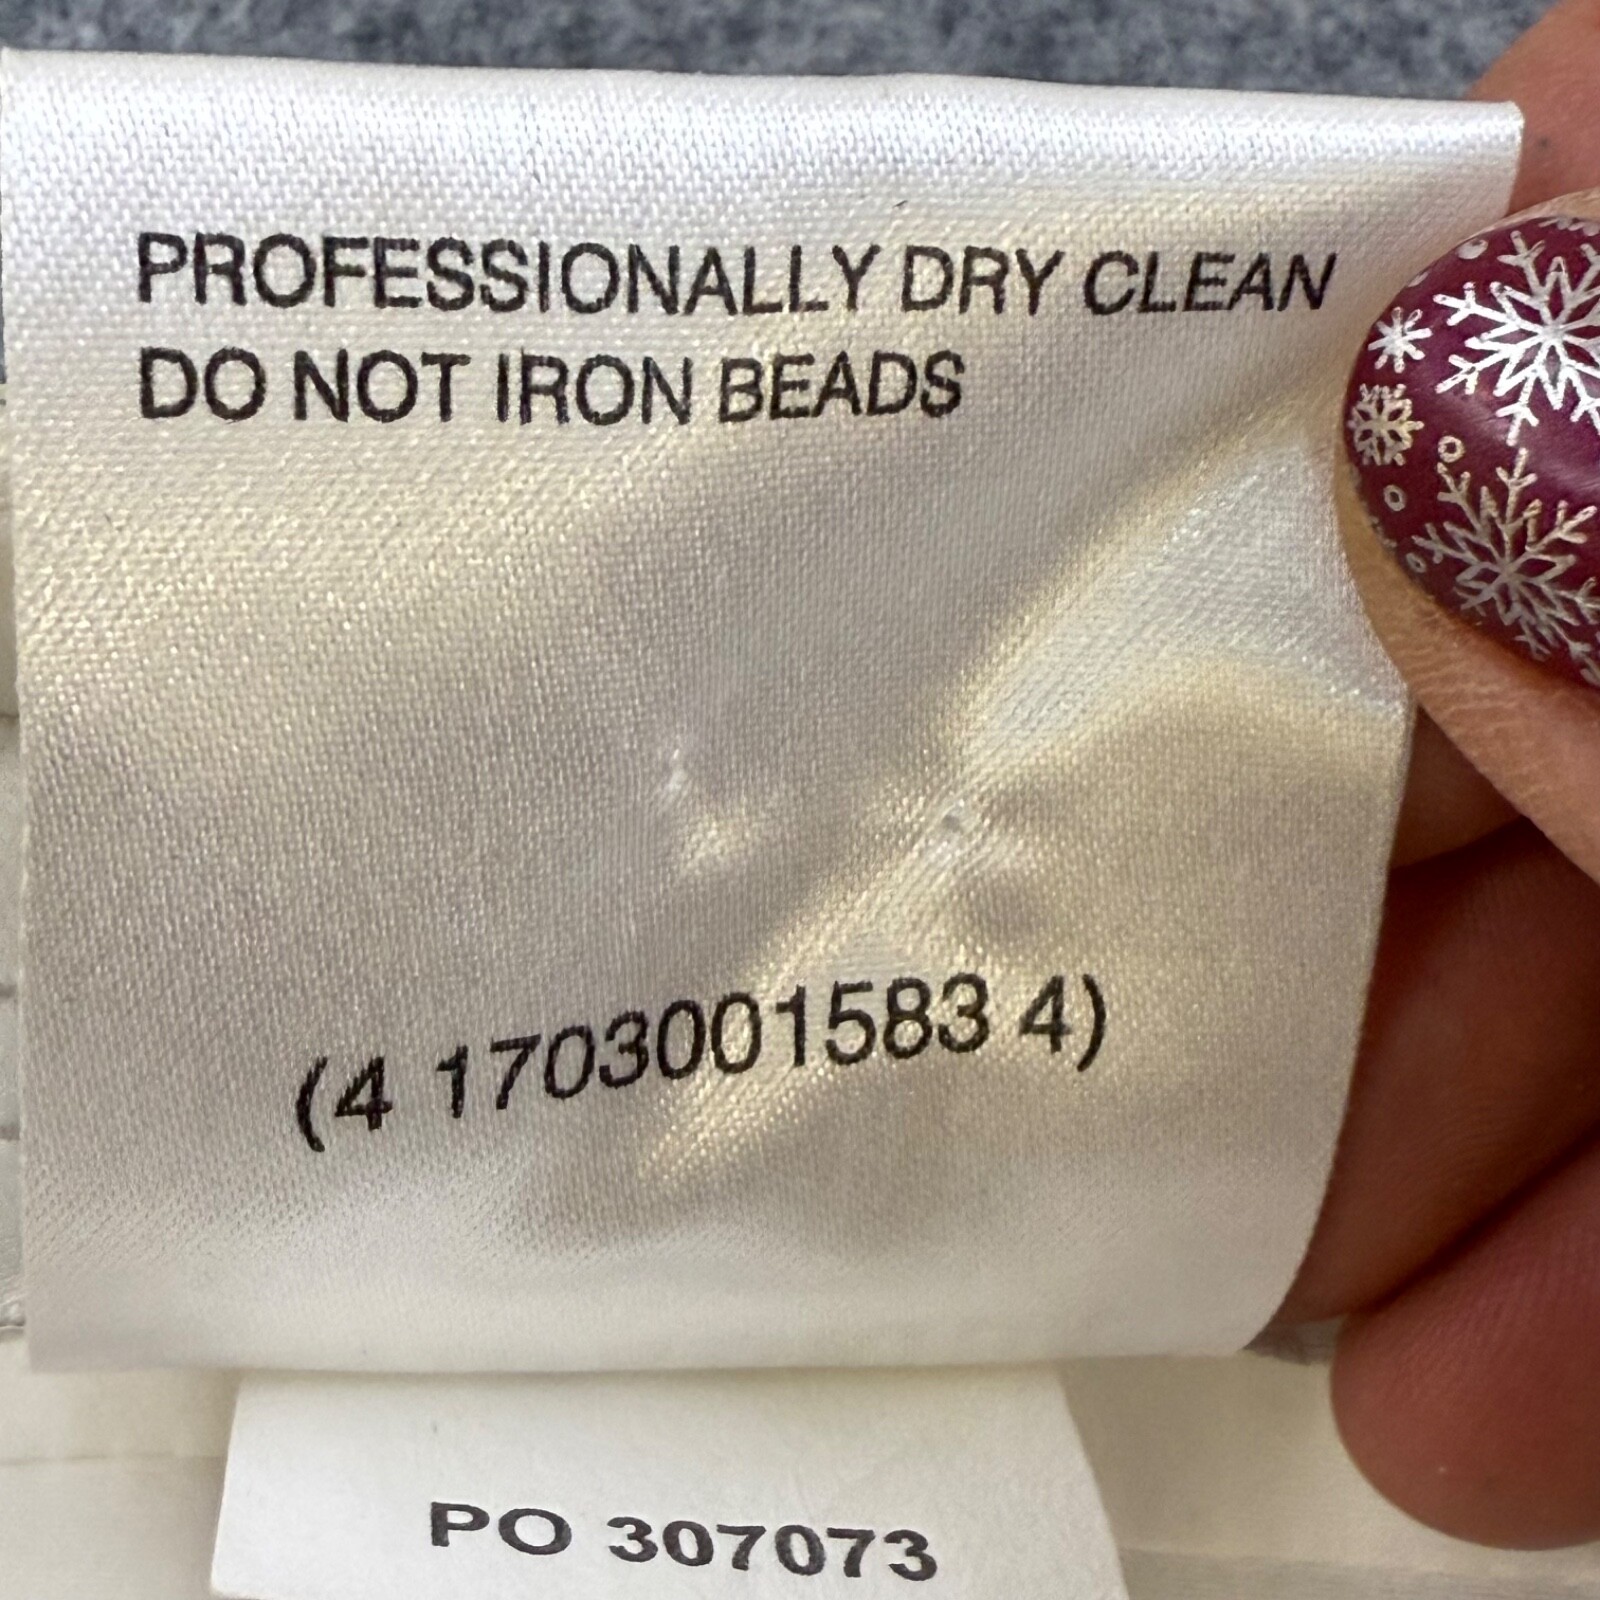 PROFESSIONALLY DRY CLEAN
DO NOT IRON BEADS
(4 1703001583 4)
PO 307073